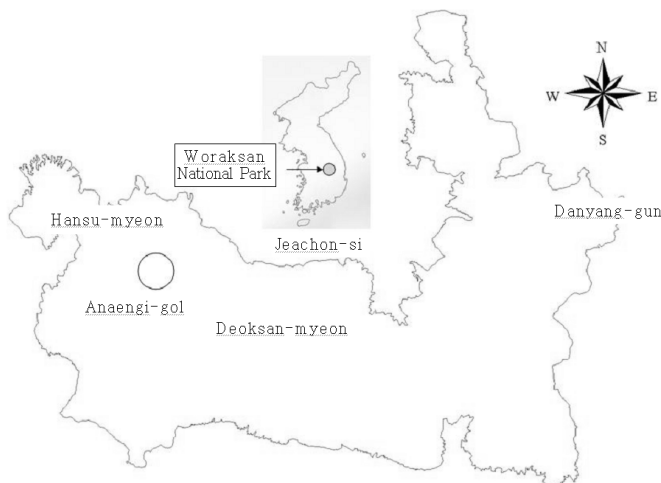 N
W E
S
Woraksan
National Park
Hansu-myeon
Danyang-gun
Jeachon-si
Anaengi-gol
Deoksan-myeon